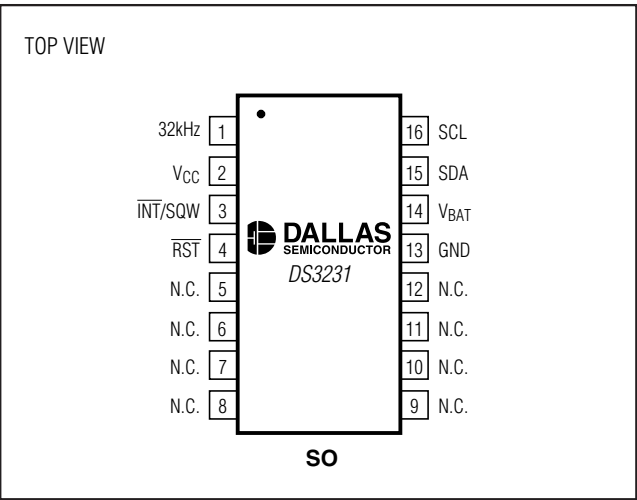 TOP VIEW
32kHz 1 16 SCL
VCC 2 15 SDA
INT/SQW 3 14 VBAT
RST 4 13 GND
N.C. 5 12 N.C.
N.C. 6 11 N.C.
N.C. 7 10 N.C.
N.C. 8 9 N.C.
DALLAS
SEMICONDUCTOR
DS3231
SO